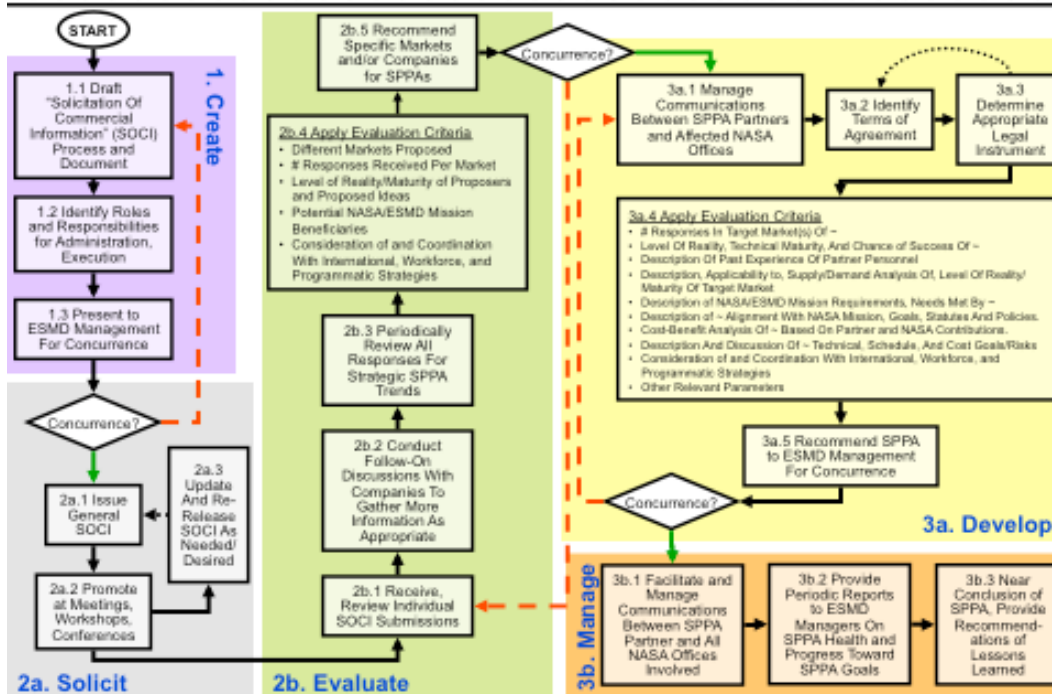 START
1. Create
1.1 Draft
"Solicitation Of
Commercial
Information" (SOCI)
Process and
Document
1.2 Identify Roles
and Responsibilities
for Administration,
Execution
1.3 Present to
ESMD Management
For Concurrence
Concurrence?
2a.1 Issue
General
SOCI
2a.3
Update
And Re-
Release
SOCI As
Needed/
Desired
2a.2 Promote
at Meetings,
Workshops,
Conferences
2a. Solicit
2b.5 Recommend
Specific Markets
and/or Companies
for SPPAs
2b.4 Apply Evaluation Criteria
• Different Markets Proposed
• # Responses Received Per Market
• Level of Reality/Maturity of Proposers
and Proposed Ideas
• Potential NASA/ESMD Mission
Beneficiaries
• Consideration of and Coordination
With International, Workforce, and
Programmatic Strategies
2b.3 Periodically
Review All
Responses For
Strategic SPPA
Trends
2b.2 Conduct
Follow-On
Discussions With
Companies To
Gather More
Information As
Appropriate
2b.1 Receive,
Review Individual
SOCI Submissions
2b. Evaluate
Concurrence?
3a.1 Manage
Communications
Between SPPA Partners
and Affected NASA
Offices
3a.2 Identify
Terms of
Agreement
3a.3
Determine
Appropriate
Legal
Instrument
3a.4 Apply Evaluation Criteria
• # Responses In Target Market(s) Of ~
• Level Of Reality, Technical Maturity, And Chance of Success Of ~
• Description Of Past Experience Of Partner Personnel
• Description, Applicability to, Supply/Demand Analysis Of, Level Of Reality/
Maturity Of Target Market
• Description of NASA/ESMD Mission Requirements, Needs Met By ~
• Description of ~ Alignment With NASA Mission, Goals, Statutes And Policies.
• Cost-Benefit Analysis Of ~ Based On Partner and NASA Contributions.
• Description And Discussion Of ~ Technical, Schedule, And Cost Goals/Risks
• Consideration of and Coordination With International, Workforce, and
Programmatic Strategies
• Other Relevant Parameters
3a.5 Recommend SPPA
to ESMD Management
For Concurrence
Concurrence?
3a. Develop
3b. Manage
3b.1 Facilitate and
Manage
Communications
Between SPPA
Partner and All
NASA Offices
Involved
3b.2 Provide
Periodic Reports
to ESMD
Managers On
SPPA Health and
Progress Toward
SPPA Goals
3b.3 Near
Conclusion of
SPPA, Provide
Recommend-
ations of
Lessons
Learned